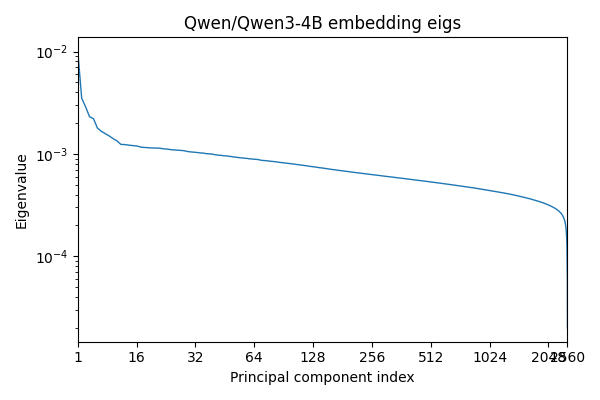 Qwen/Qwen3-4B embedding eigs
10⁻²
10⁻³
10⁻⁴
Eigenvalue
1 16 32 64 128 256 512 1024 2048 2560
Principal component index